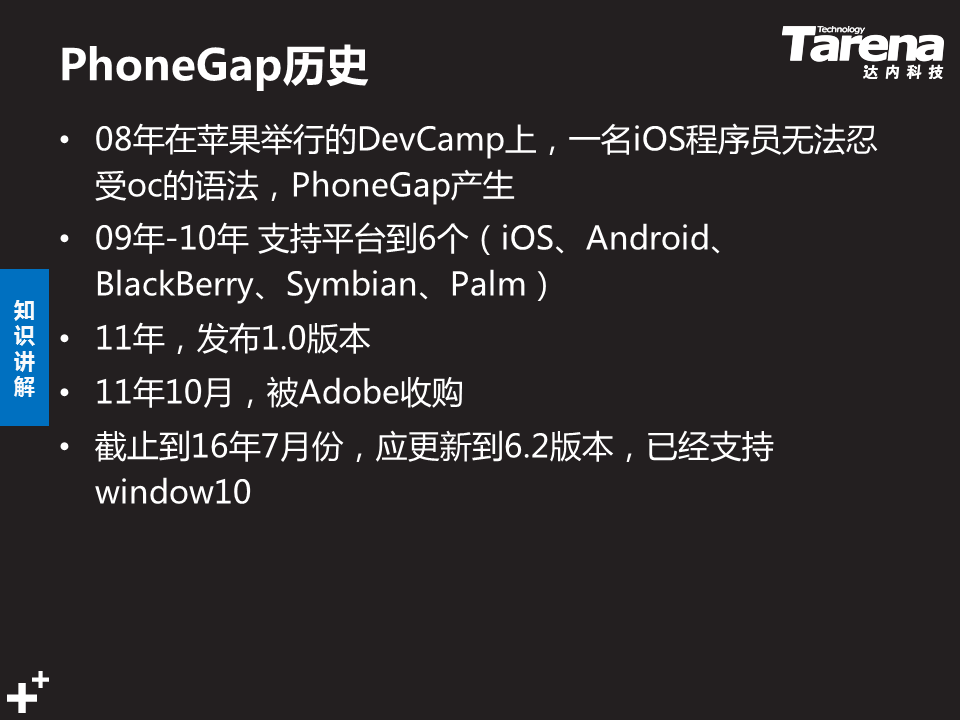 PhoneGap历史
Technology
Tarena
达内科技
• 08年在苹果举行的DevCamp上，一名iOS程序员无法忍
受oc的语法，PhoneGap产生
• 09年-10年 支持平台到6个（iOS、Android、
BlackBerry、Symbian、Palm）
• 11年，发布1.0版本
• 11年10月，被Adobe收购
• 截止到16年7月份，应更新到6.2版本，已经支持
window10
知
识
讲
解